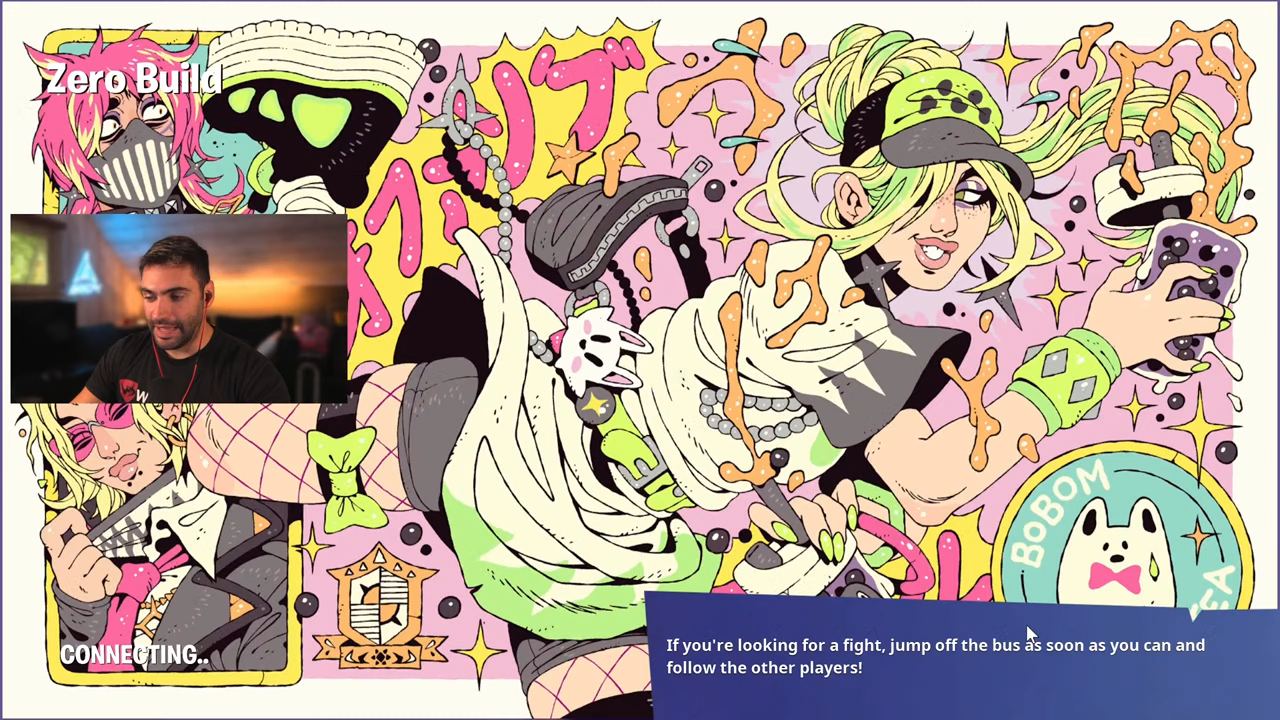 Zero Build
W
BOBOM
EA
CONNECTING..
If you're looking for a fight, jump off the bus as soon as you can and
follow the other players!